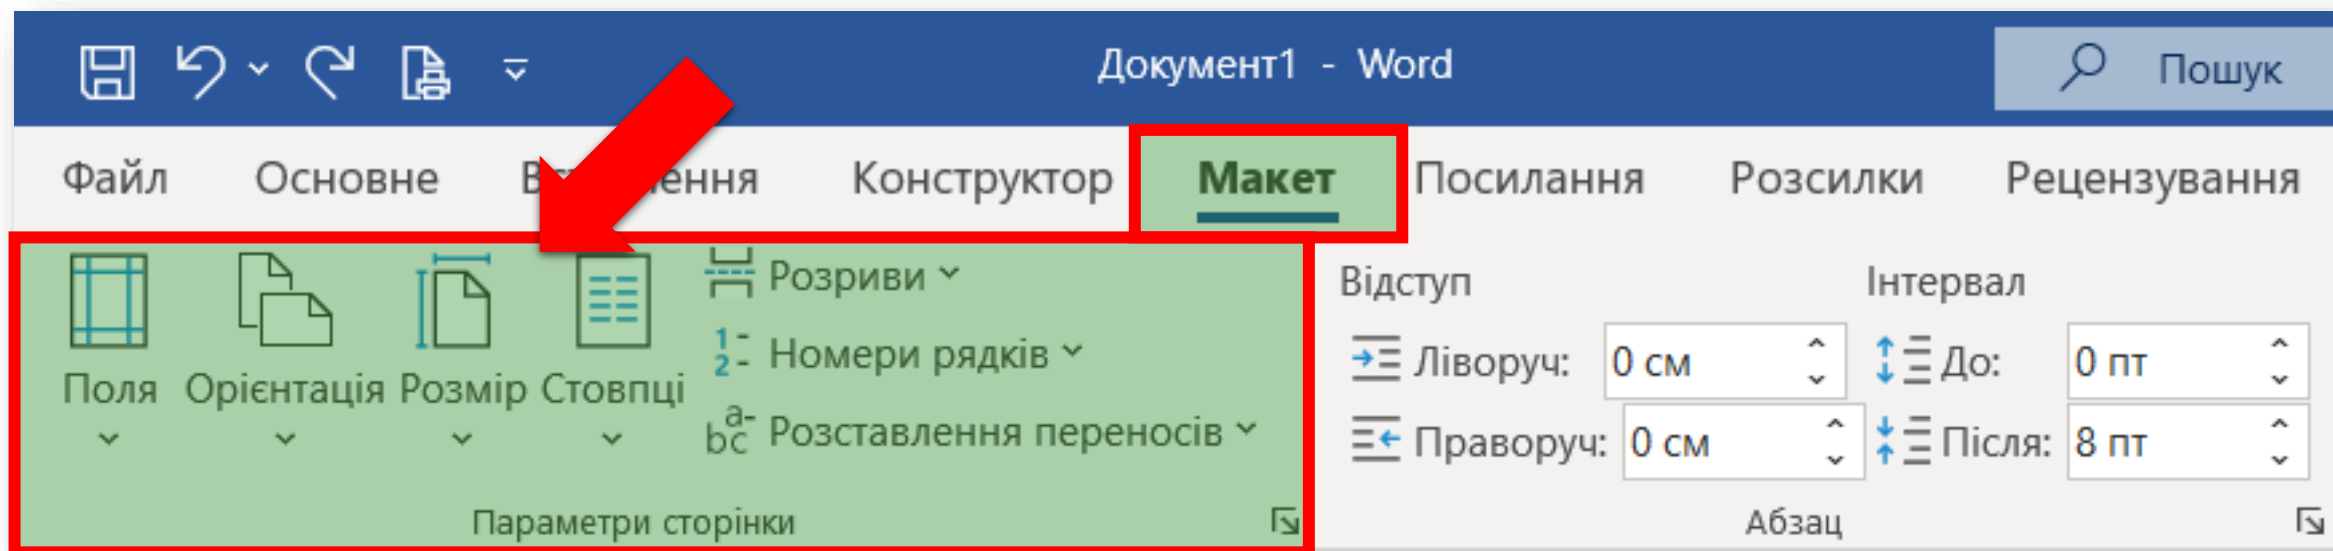 Документ1 - Word
Пошук
Файл Основне Конструктор Макет Посилання Розсилки Рецензування
Поля Орієнтація Розмір Стовпці
Розриви
Номери рядків
Розставлення переносів
Параметри сторінки
Відступ
Ліворуч: 0 см
Праворуч: 0 см
Інтервал
До: 0 пт
Після: 8 пт
Абзац